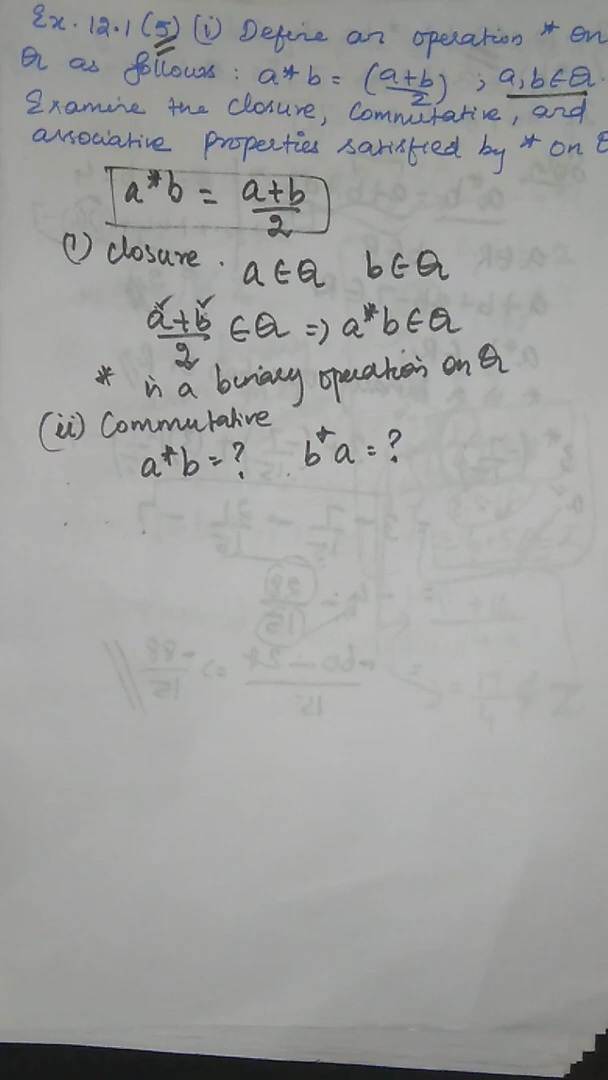 Ex. 12.1 (5) (i) Define an operation * on
Q as follows : a*b = (a+b/2) ; a,b ∈ Q.
Examine the closure, commutative, and
associative properties satisfied by * on Q
a*b = a+b/2
(i) closure . a ∈ Q b ∈ Q
a+b/2 ∈ Q => a*b ∈ Q
* is a binary operation on Q
(ii) Commutative
a*b = ? b*a = ?